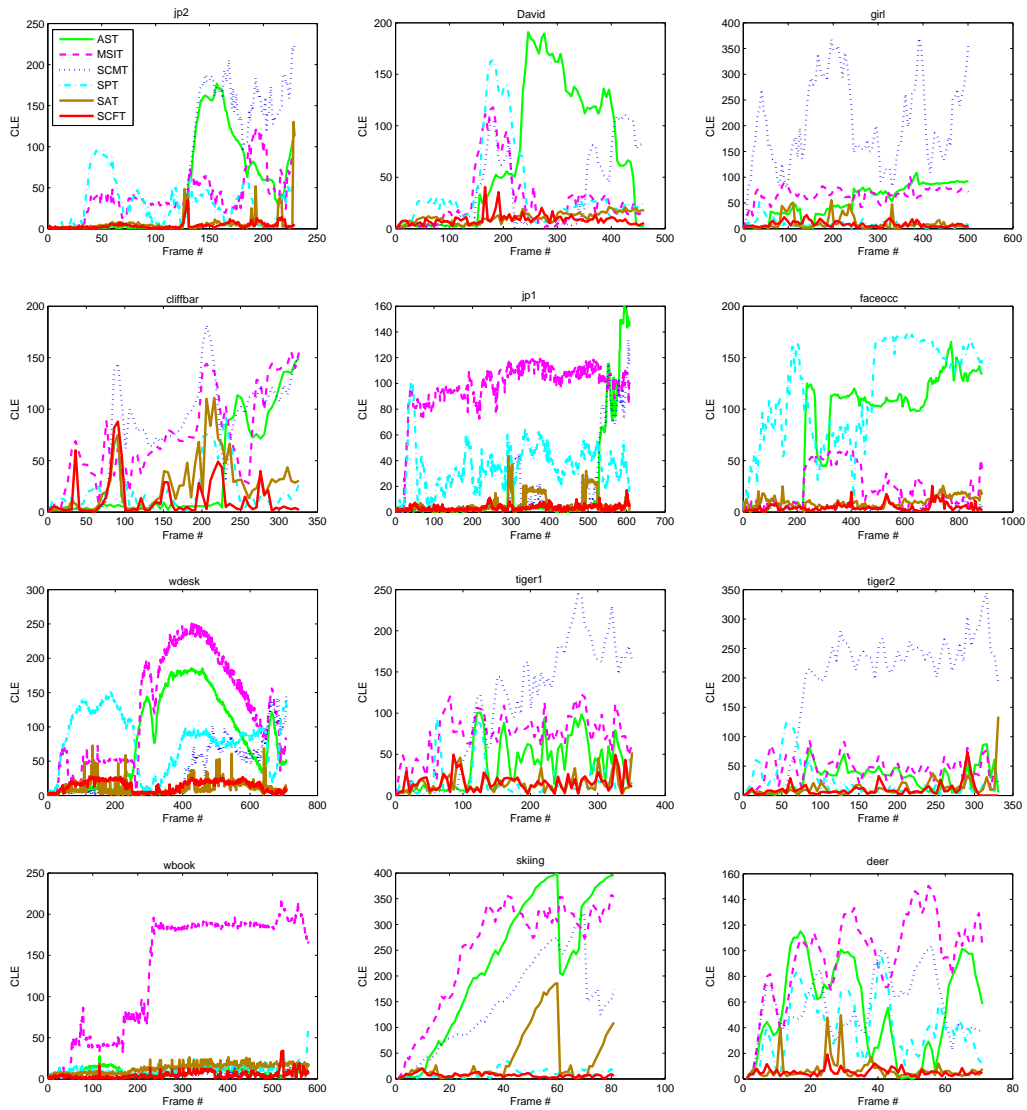 jp2
250
200
150
100
50
0
0 50 100 150 200 250
CLE
Frame #
AST
MSIT
SCMT
SPT
SAT
SCFT
David
200
150
100
50
0
0 100 200 300 400 500
CLE
Frame #
girl
400
350
300
250
200
150
100
50
0
0 100 200 300 400 500 600
CLE
Frame #
cliffbar
200
150
100
50
0
0 50 100 150 200 250 300 350
CLE
Frame #
jp1
160
140
120
100
80
60
40
20
0
0 100 200 300 400 500 600 700
CLE
Frame #
faceocc
200
150
100
50
0
0 200 400 600 800 1000
CLE
Frame #
wdesk
300
250
200
150
100
50
0
0 200 400 600 800
CLE
Frame #
tiger1
250
200
150
100
50
0
0 100 200 300 400
CLE
Frame #
tiger2
350
300
250
200
150
100
50
0
0 50 100 150 200 250 300 350
CLE
Frame #
wbook
250
200
150
100
50
0
0 100 200 300 400 500 600
CLE
Frame #
skiing
400
350
300
250
200
150
100
50
0
0 20 40 60 80 100
CLE
Frame #
deer
160
140
120
100
80
60
40
20
0
0 20 40 60 80
CLE
Frame #